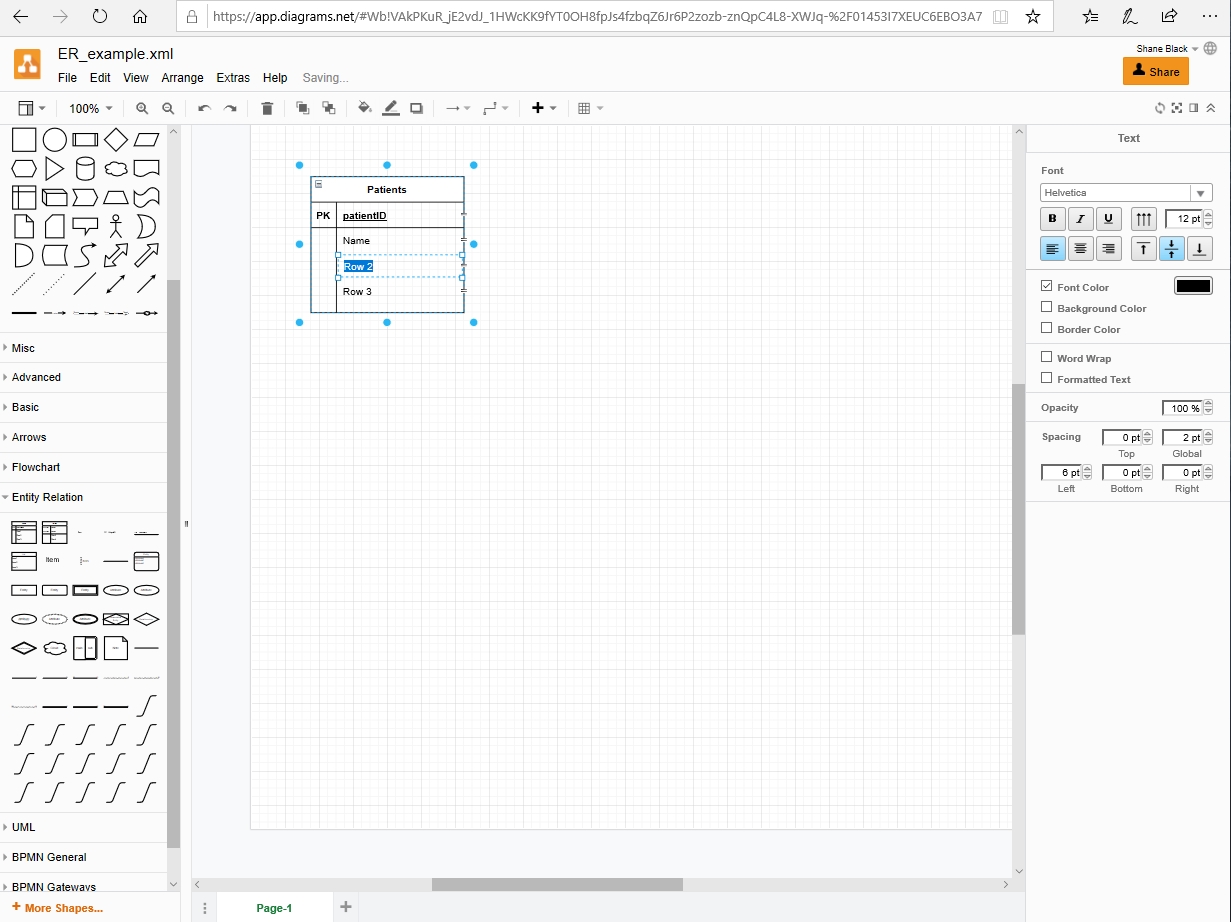 https://app.diagrams.net/#Wb!VAkPKuR_jE2vdJ_1HWcKK9fYT0OH8fpJs4fzbqZ6Jr6P2zozb-znQpC4L8-XWJq-%2F01453I7XEUC6EBO3A7
ER_example.xml
Shane Black
File Edit View Arrange Extras Help Saving...
Share
100%
Text
Patients
PK patientID
Name
Row 2
Row 3
Font
Helvetica
B I U 12 pt
Font Color
Background Color
Border Color
Word Wrap
Formatted Text
Opacity 100 %
Spacing 0 pt 2 pt
Top Global
6 pt 0 pt 0 pt
Left Bottom Right
Misc
Advanced
Basic
Arrows
Flowchart
Entity Relation
Item
UML
BPMN General
BPMN Gateways
+ More Shapes...
Page-1